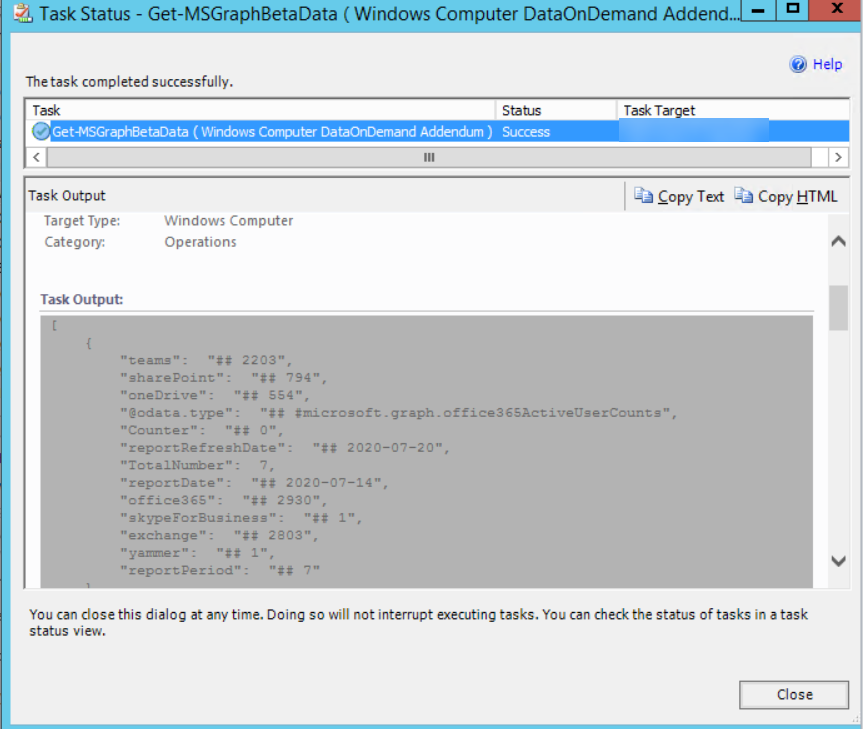 Task Status - Get-MSGraphBetaData ( Windows Computer DataOnDemand Addend...
Help
The task completed successfully.
Task Status Task Target
Get-MSGraphBetaData ( Windows Computer DataOnDemand Addendum ) Success
Task Output Copy Text Copy HTML
Target Type: Windows Computer
Category: Operations
Task Output:
[
{
"teams": "## 2203",
"sharePoint": "## 794",
"oneDrive": "## 554",
"@odata.type": "## #microsoft.graph.office365ActiveUserCounts",
"Counter": "## 0",
"reportRefreshDate": "## 2020-07-20",
"TotalNumber": 7,
"reportDate": "## 2020-07-14",
"office365": "## 2930",
"skypeForBusiness": "## 1",
"exchange": "## 2803",
"yammer": "## 1",
"reportPeriod": "## 7"
You can close this dialog at any time. Doing so will not interrupt executing tasks. You can check the status of tasks in a task
status view.
Close